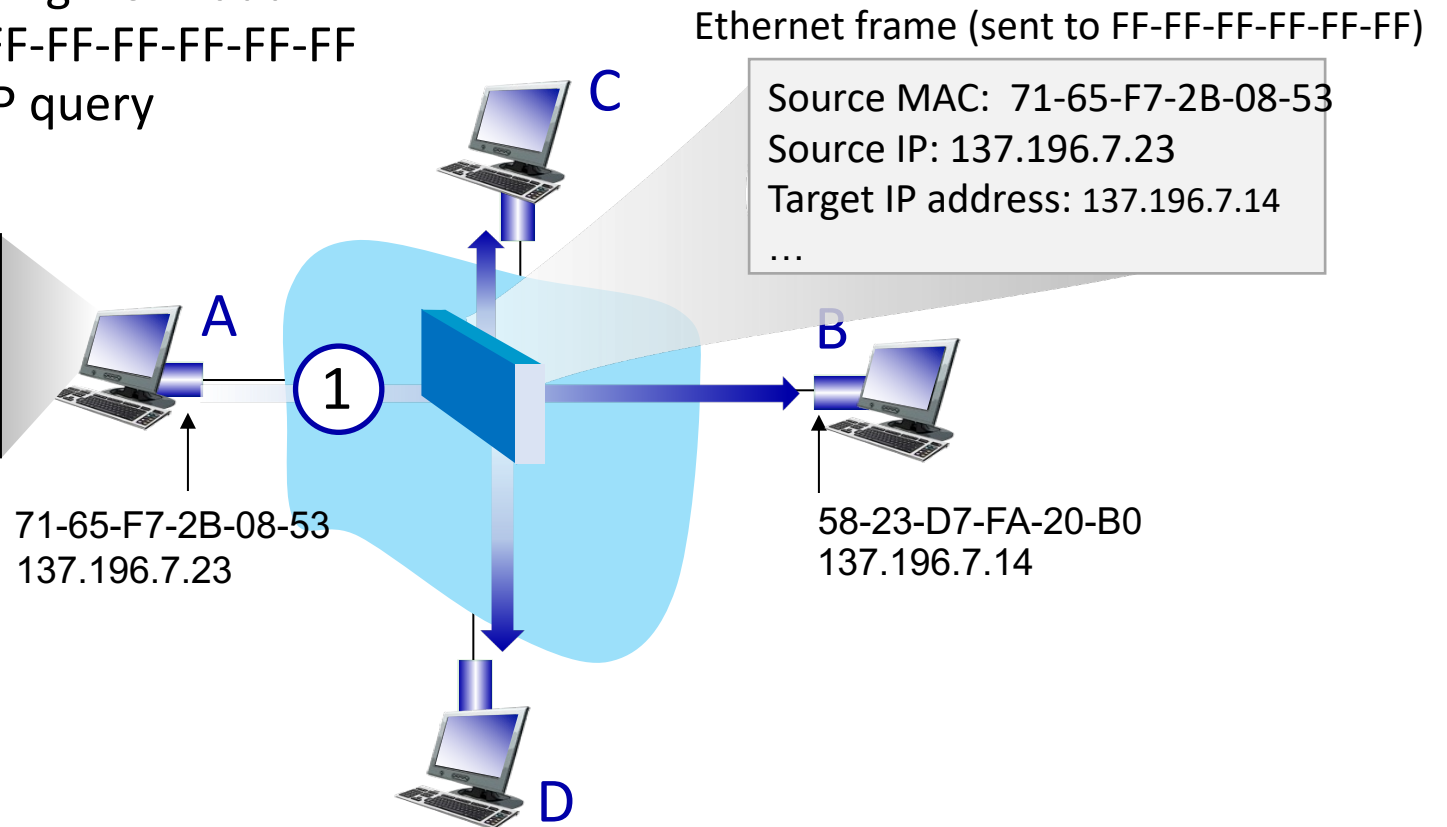 FF-FF-FF-FF-FF
query
Ethernet frame (sent to FF-FF-FF-FF-FF-FF)
Source MAC: 71-65-F7-2B-08-53
Source IP: 137.196.7.23
Target IP address: 137.196.7.14
…
C
A
B
1
71-65-F7-2B-08-53
137.196.7.23
58-23-D7-FA-20-B0
137.196.7.14
D